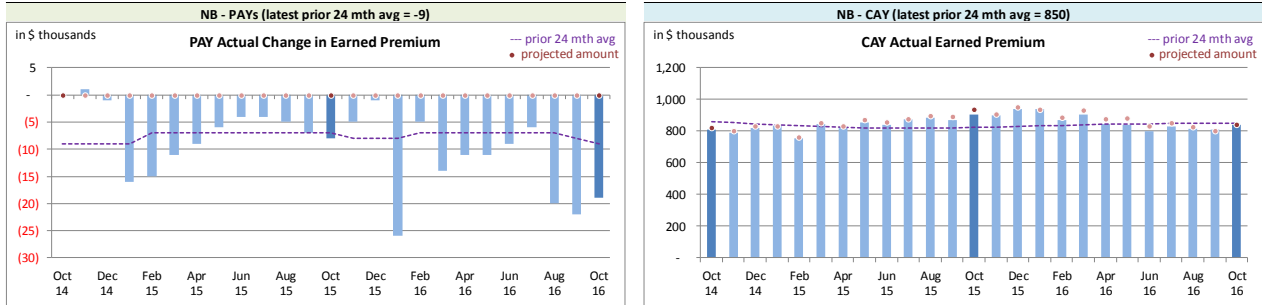 NB - PAYs (latest prior 24 mth avg = -9)
in $ thousands
PAY Actual Change in Earned Premium
--- prior 24 mth avg
● projected amount
5
-
(5)
(10)
(15)
(20)
(25)
(30)
Oct Dec Feb Apr Jun Aug Oct Dec Feb Apr Jun Aug Oct
14 14 15 15 15 15 15 15 16 16 16 16 16
NB - CAY (latest prior 24 mth avg = 850)
in $ thousands
CAY Actual Earned Premium
--- prior 24 mth avg
● projected amount
1,200
1,000
800
600
400
200
-
Oct Dec Feb Apr Jun Aug Oct Dec Feb Apr Jun Aug Oct
14 14 15 15 15 15 15 15 16 16 16 16 16